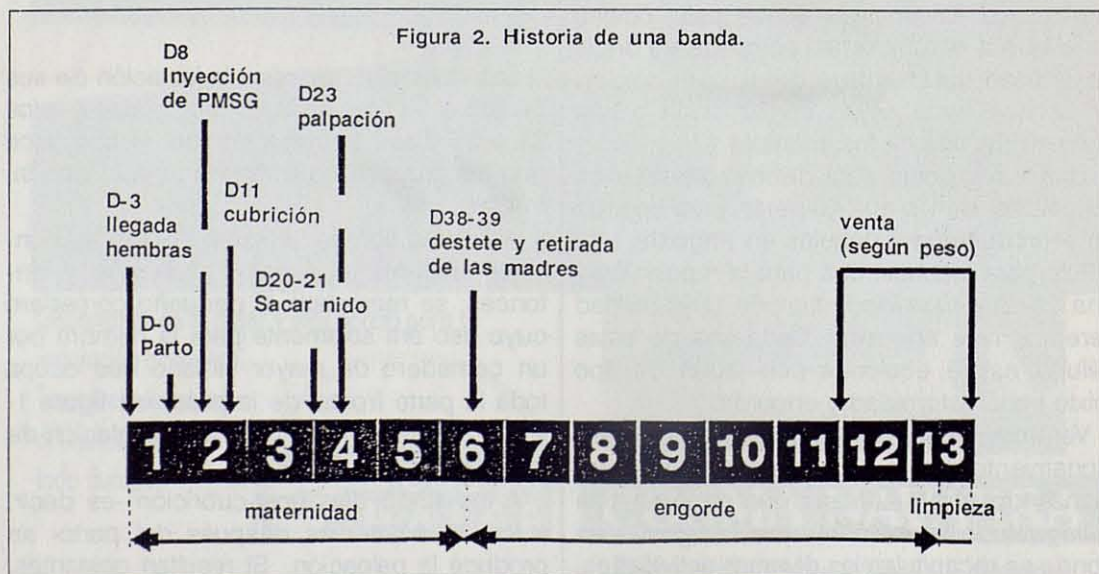 Figura 2. Historia de una banda.
D8
Inyección
de PMSG
D23
palpación
D-3
llegada
hembras
D11
cubrición
D38-39
destete y retirada
de las madres
venta
(según peso)
D20-21
Sacar nido
D-0
Parto
1 2 3 4 5 6 7 8 9 10 11 12 13
maternidad
engorde
limpieza